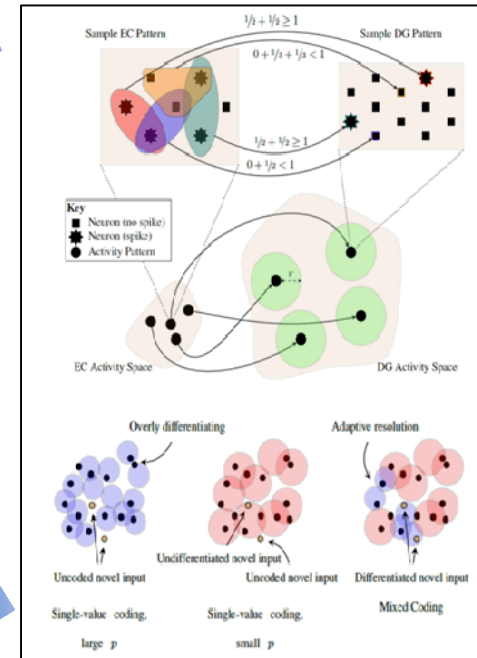 1/2 + 1/2 ≥ 1
Sample EC Pattern
Sample DG Pattern
0 + 1/3 + 1/3 < 1
1/2 + 1/2 ≥ 1
0 + 1/2 < 1
Key
Neuron (no spike)
Neuron (spike)
Activity Pattern
r
EC Activity Space
DG Activity Space
Overly differentiating
Adaptive resolution
Undifferentiated novel input
Uncoded novel input
Uncoded novel input
Differentiated novel input
Single-value coding,
large p
Single-value coding,
small p
Mixed Coding